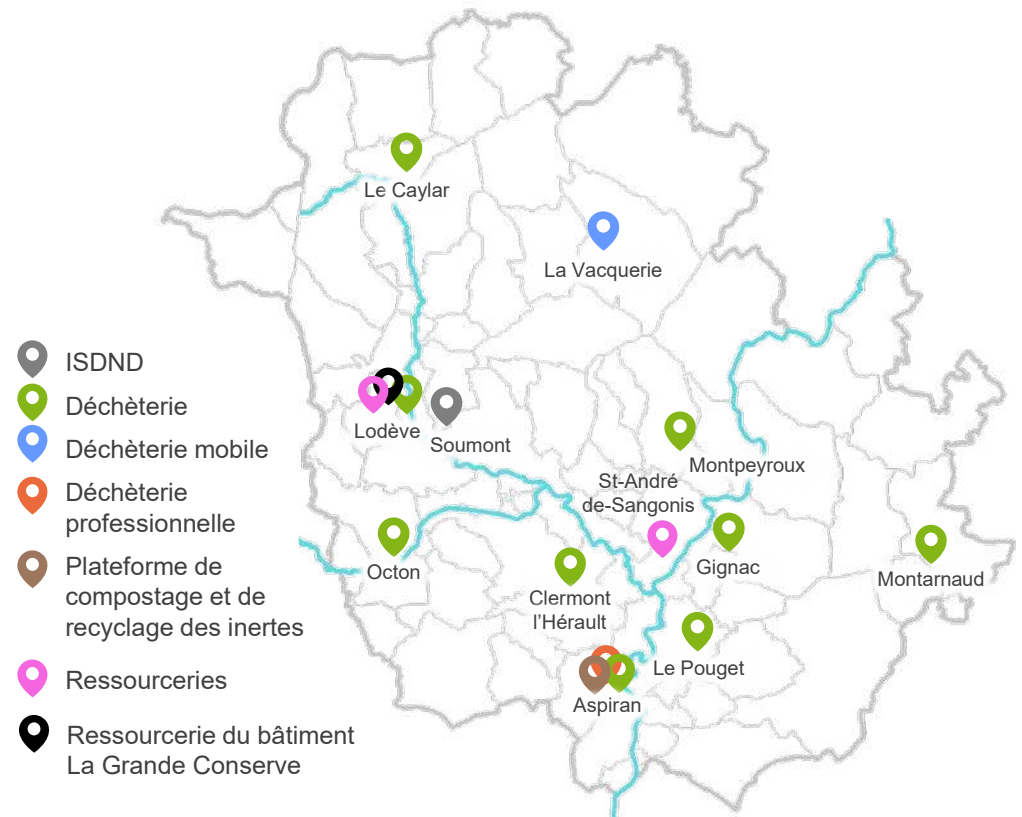 Le Caylar
La Vacquerie
ISDND
Déchèterie
Déchèterie mobile
Déchèterie
professionnelle
Plateforme de
compostage et de
recyclage des inertes
Ressourceries
Ressourcerie du bâtiment
La Grande Conserve
Lodève
Soumont
Montpeyroux
St-André
de-Sangonis
Octon
Gignac
Montarnaud
Clermont
l'Hérault
Le Pouget
Aspiran